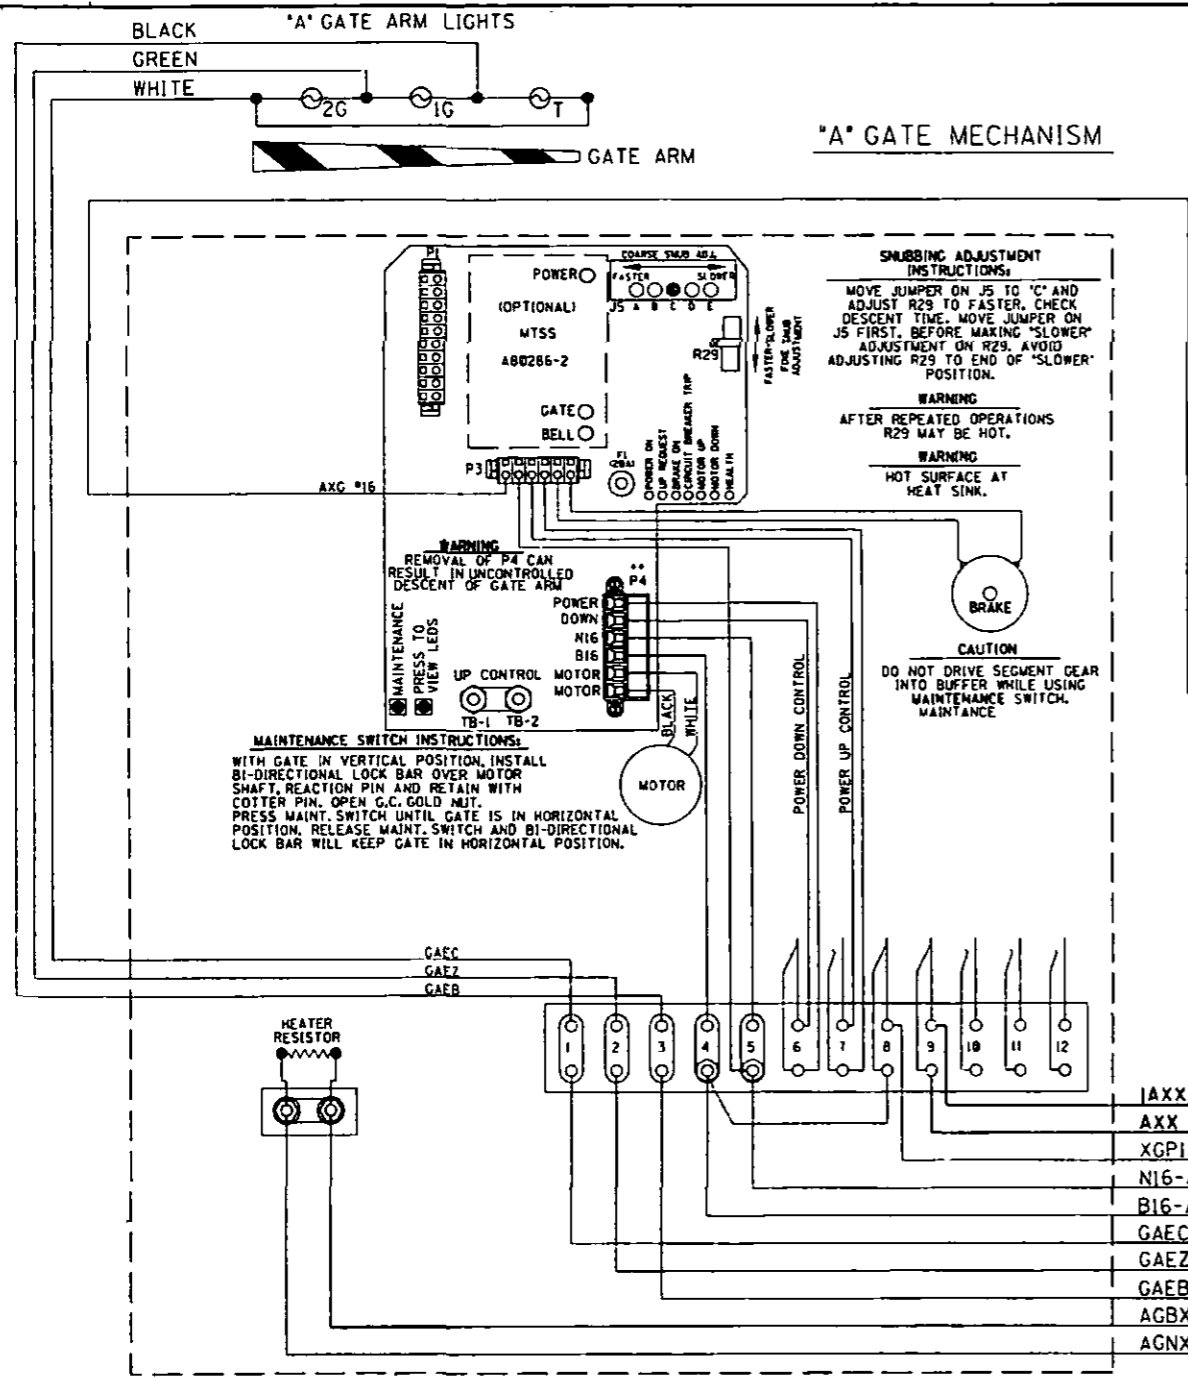 "A" GATE ARM LIGHTS
BLACK
GREEN
WHITE
2G
1G
T
GATE ARM
"A" GATE MECHANISM
P1
POWER
(OPTIONAL)
MTSS
A80286-2
GATE
BELL
COARSE SNUB ADJ.
FASTER
SLOWER
J5 A B C D E
R29
FASTER-SLOWER
FINE SNUB
ADJUSTMENT
SNUBBING ADJUSTMENT
INSTRUCTIONS:
MOVE JUMPER ON J5 TO "C" AND
ADJUST R29 TO FASTER. CHECK
DESCENT TIME. MOVE JUMPER ON
J5 FIRST. BEFORE MAKING "SLOWER"
ADJUSTMENT ON R29. AVOID
ADJUSTING R29 TO END OF "SLOWER"
POSITION.
WARNING
AFTER REPEATED OPERATIONS
R29 MAY BE HOT.
WARNING
HOT SURFACE AT
HEAT SINK.
P3
F1
(20A)
POWER ON
UP REQUEST
BRAKE ON
CIRCUIT BREAKER TRIP
MOTOR UP
MOTOR DOWN
HEALTH
AXG #16
WARNING
REMOVAL OF P4 CAN
RESULT IN UNCONTROLLED
DESCENT OF GATE ARM
**
P4
POWER
DOWN
N16
B16
MOTOR
MOTOR
MAINTENANCE
PRESS TO
VIEW LEDS
UP CONTROL
TB-1 TB-2
BLACK
WHITE
MOTOR
BRAKE
CAUTION
DO NOT DRIVE SEGMENT GEAR
INTO BUFFER WHILE USING
MAINTENANCE SWITCH.
MAINTANCE
POWER DOWN CONTROL
POWER UP CONTROL
MAINTENANCE SWITCH INSTRUCTIONS:
WITH GATE IN VERTICAL POSITION, INSTALL
BI-DIRECTIONAL LOCK BAR OVER MOTOR
SHAFT, REACTION PIN AND RETAIN WITH
COTTER PIN. OPEN G.C. GOLD NUT.
PRESS MAINT. SWITCH UNTIL GATE IS IN HORIZONTAL
POSITION. RELEASE MAINT. SWITCH AND BI-DIRECTIONAL
LOCK BAR WILL KEEP GATE IN HORIZONTAL POSITION.
GAEC
GAEZ
GAEB
HEATER
RESISTOR
1 2 3 4 5 6 7 8 9 10 11 12
1AXX
AXX
XGP1
N16-
B16-
GAEC
GAEZ
GAEB
AGBX
AGNX